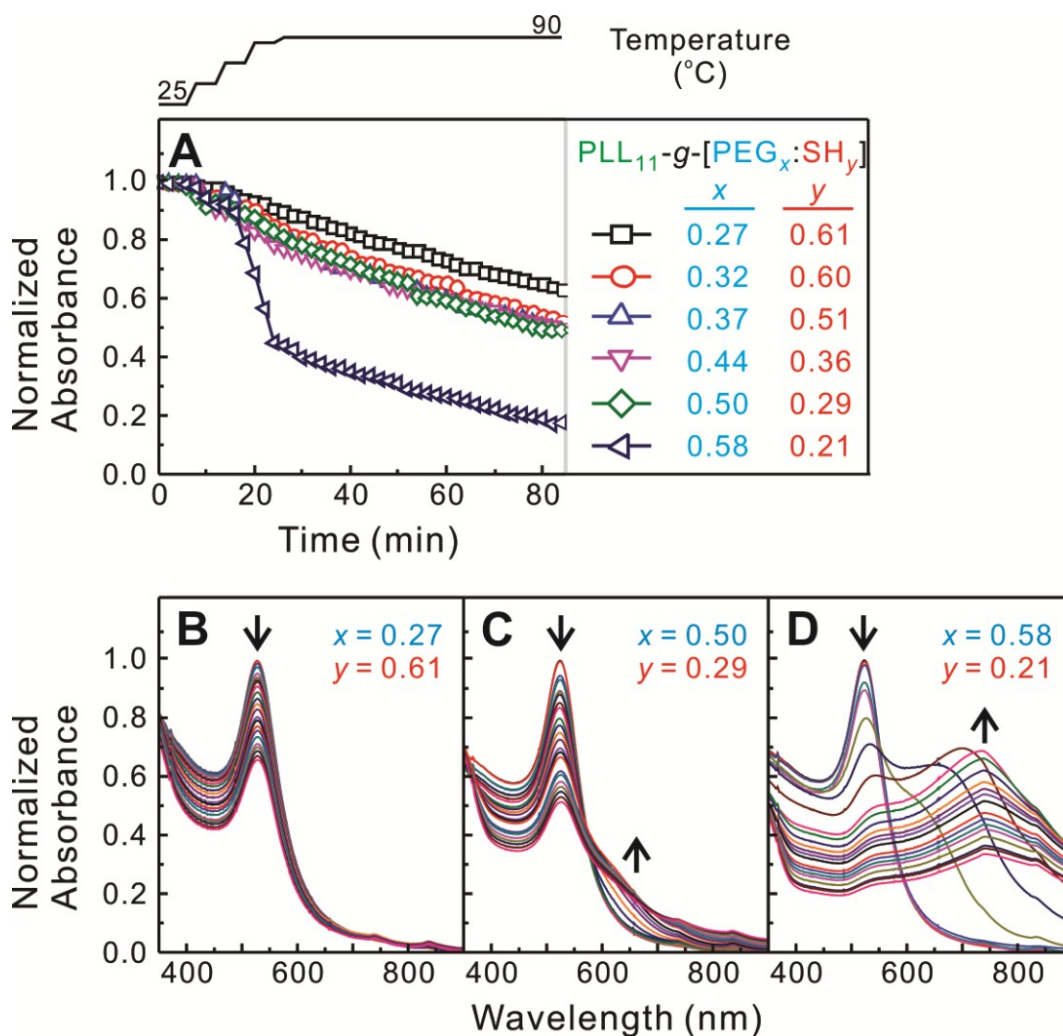 25
90
Temperature
(°C)
A
PLL11-g-[PEGx:SHy]
x y
0.27 0.61
0.32 0.60
0.37 0.51
0.44 0.36
0.50 0.29
0.58 0.21
Normalized
Absorbance
1.0
0.8
0.6
0.4
0.2
0.0
0 20 40 60 80
Time (min)
B
x = 0.27
y = 0.61
C
x = 0.50
y = 0.29
D
x = 0.58
y = 0.21
Normalized
Absorbance
1.0
0.8
0.6
0.4
0.2
0.0
400 600 800 400 600 800 400 600 800
Wavelength (nm)